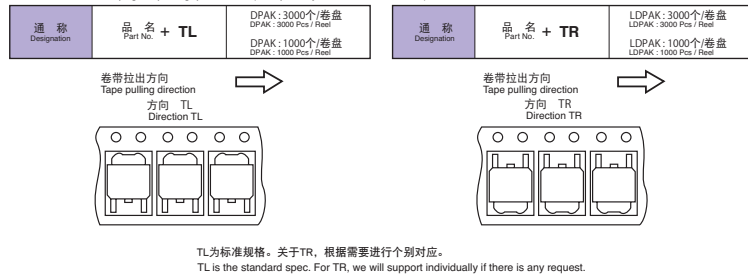 通 称
Designation
品 名
Part No.
+ TL
DPAK : 3000个/卷盘
DPAK : 3000 Pcs / Reel
DPAK : 1000个/卷盘
DPAK : 1000 Pcs / Reel
卷带拉出方向
Tape pulling direction
方向 TL
Direction TL
通 称
Designation
品 名
Part No.
+ TR
LDPAK : 3000个/卷盘
LDPAK : 3000 Pcs / Reel
LDPAK : 1000个/卷盘
LDPAK : 1000 Pcs / Reel
卷带拉出方向
Tape pulling direction
方向 TR
Direction TR
TL为标准规格。关于TR，根据需要进行个别对应。
TL is the standard spec. For TR, we will support individually if there is any request.